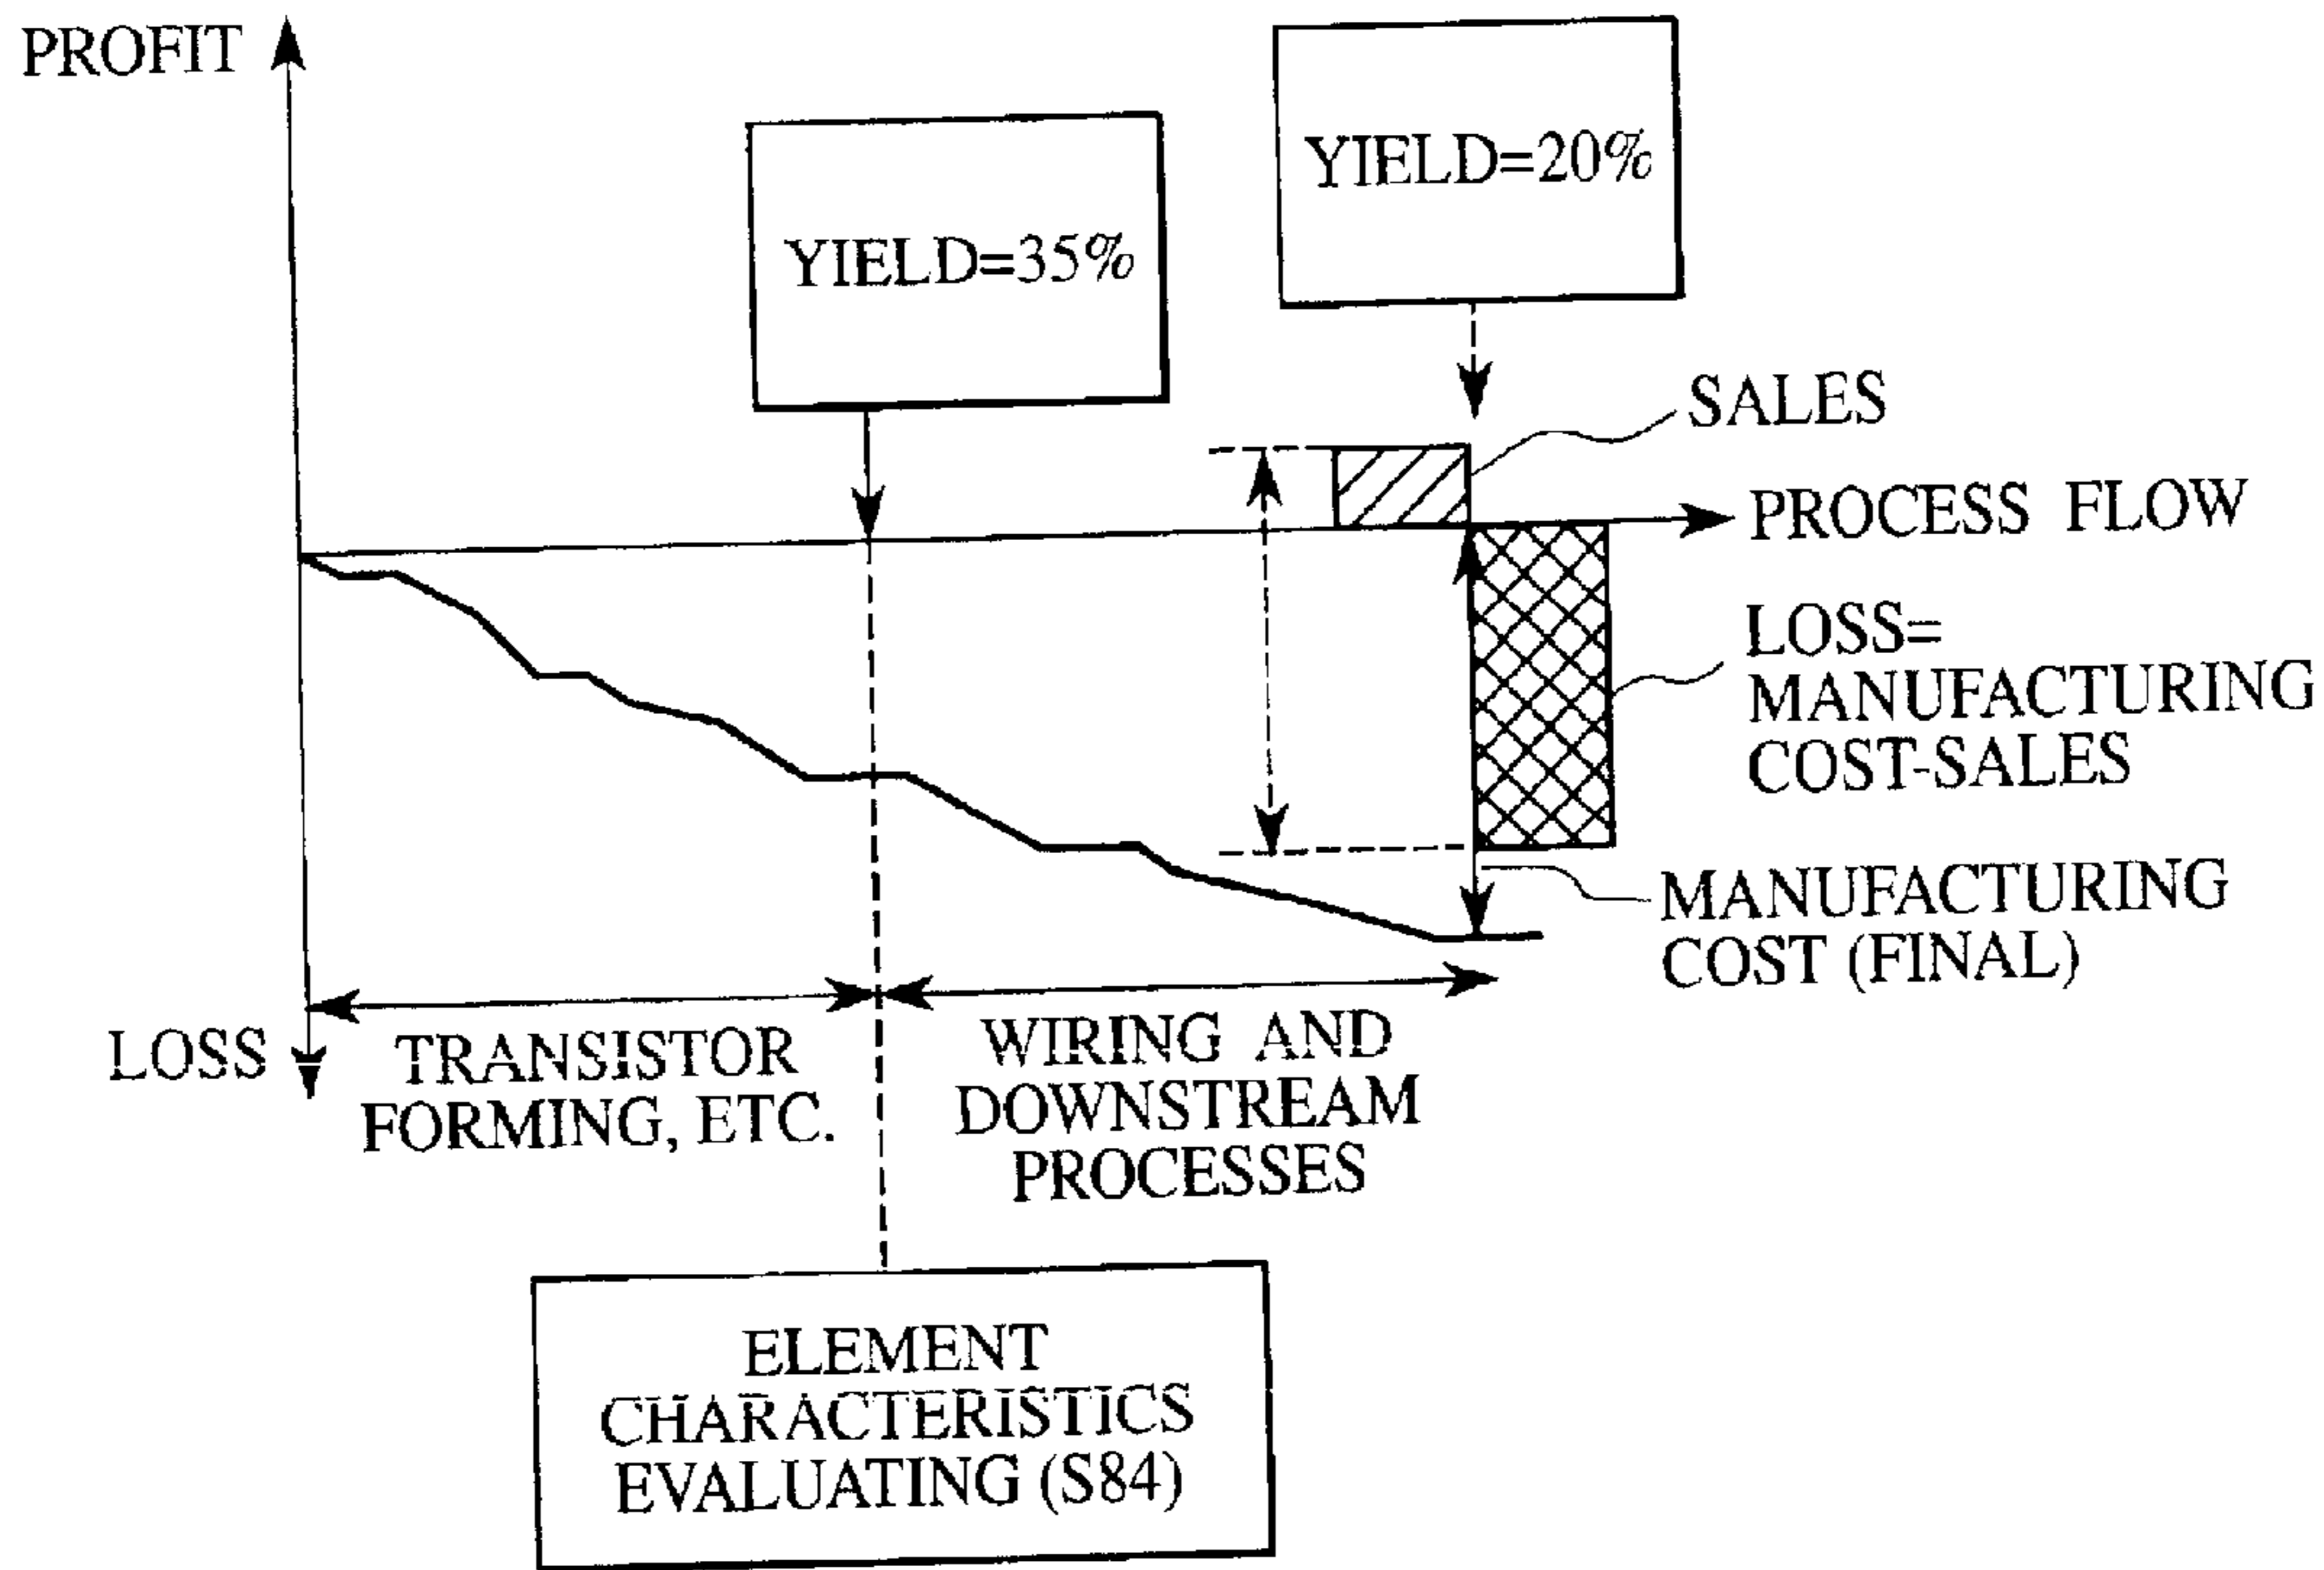 PROFIT
YIELD=20%
YIELD=35%
SALES
PROCESS FLOW
LOSS=
MANUFACTURING
COST-SALES
MANUFACTURING
COST (FINAL)
LOSS
TRANSISTOR
FORMING, ETC.
WIRING AND
DOWNSTREAM
PROCESSES
ELEMENT
CHARACTERISTICS
EVALUATING (S84)